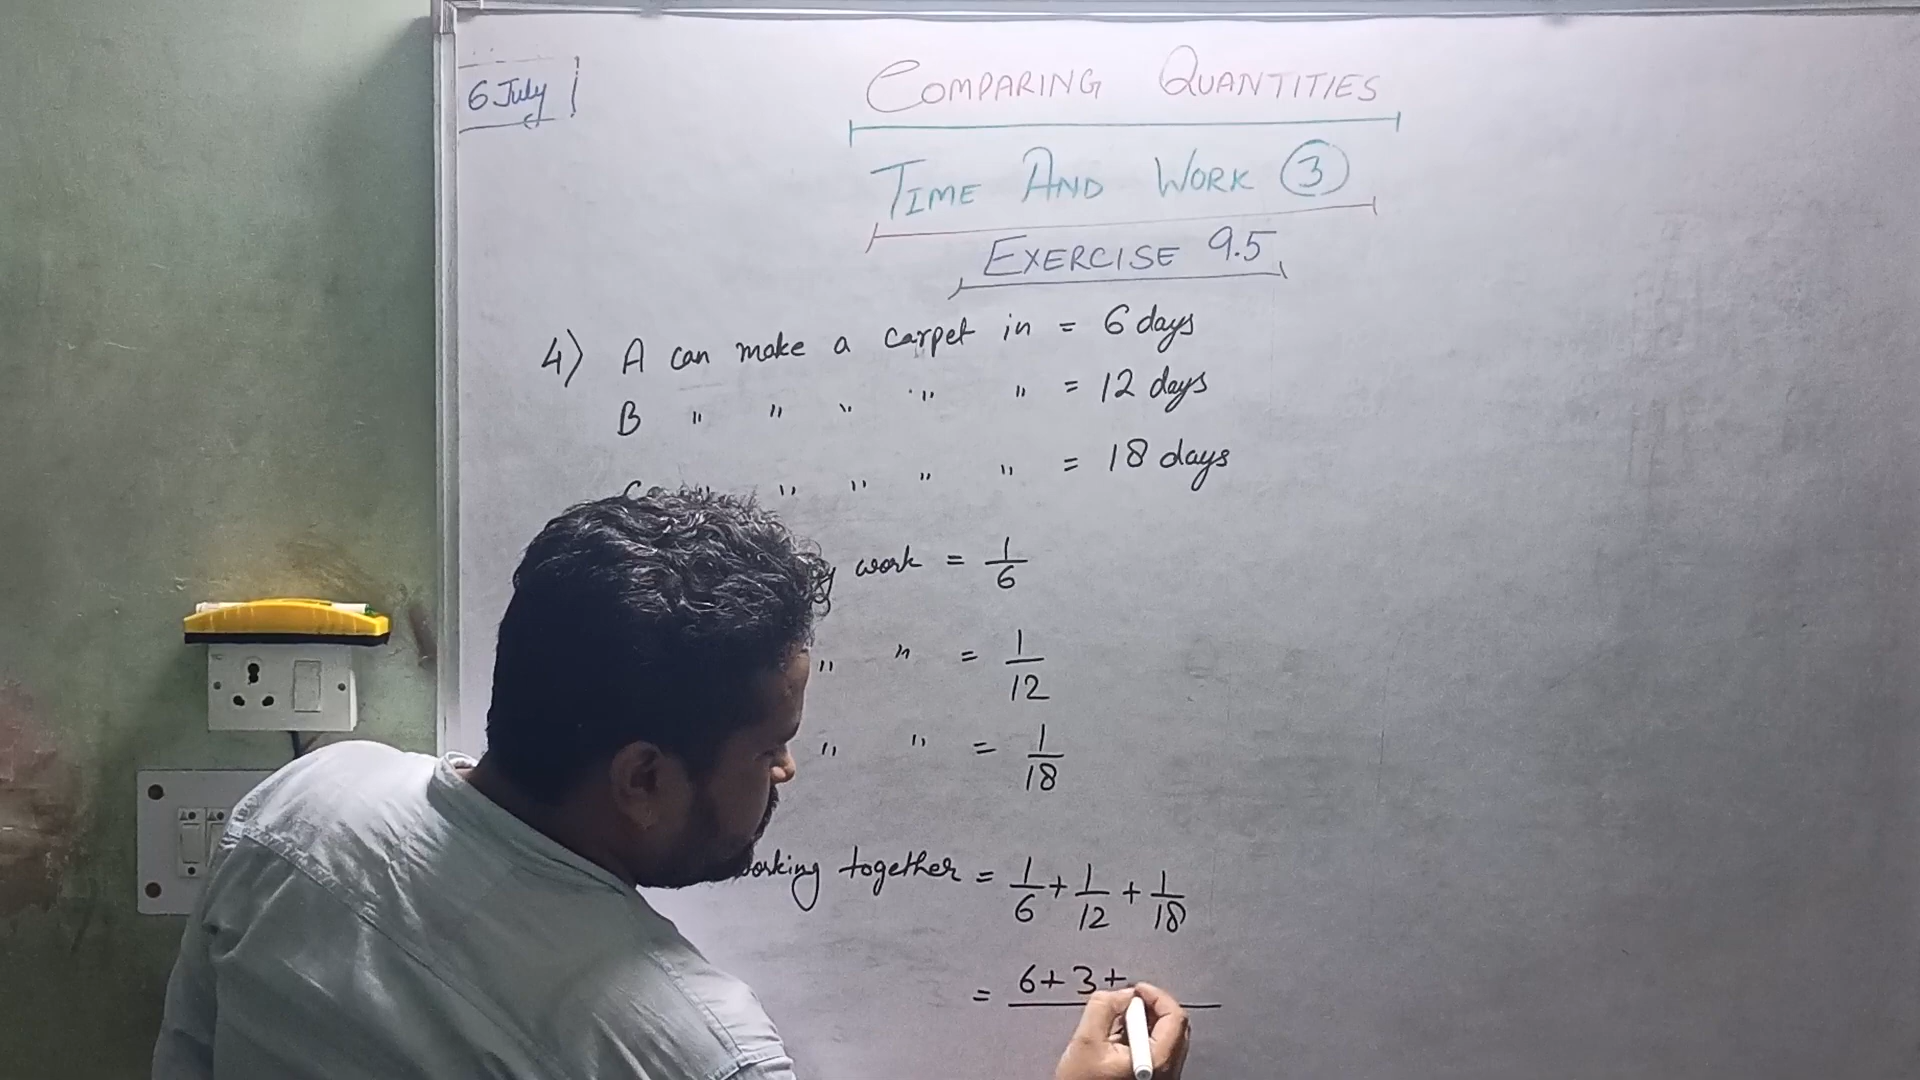 6 July
COMPARING QUANTITIES
TIME AND WORK 3
EXERCISE 9.5
4) A can make a carpet in = 6 days
B " " " " " = 12 days
" " " " " = 18 days
work = 1/6
" " = 1/12
" " = 1/18
together = 1/6 + 1/12 + 1/18
= 6+3+